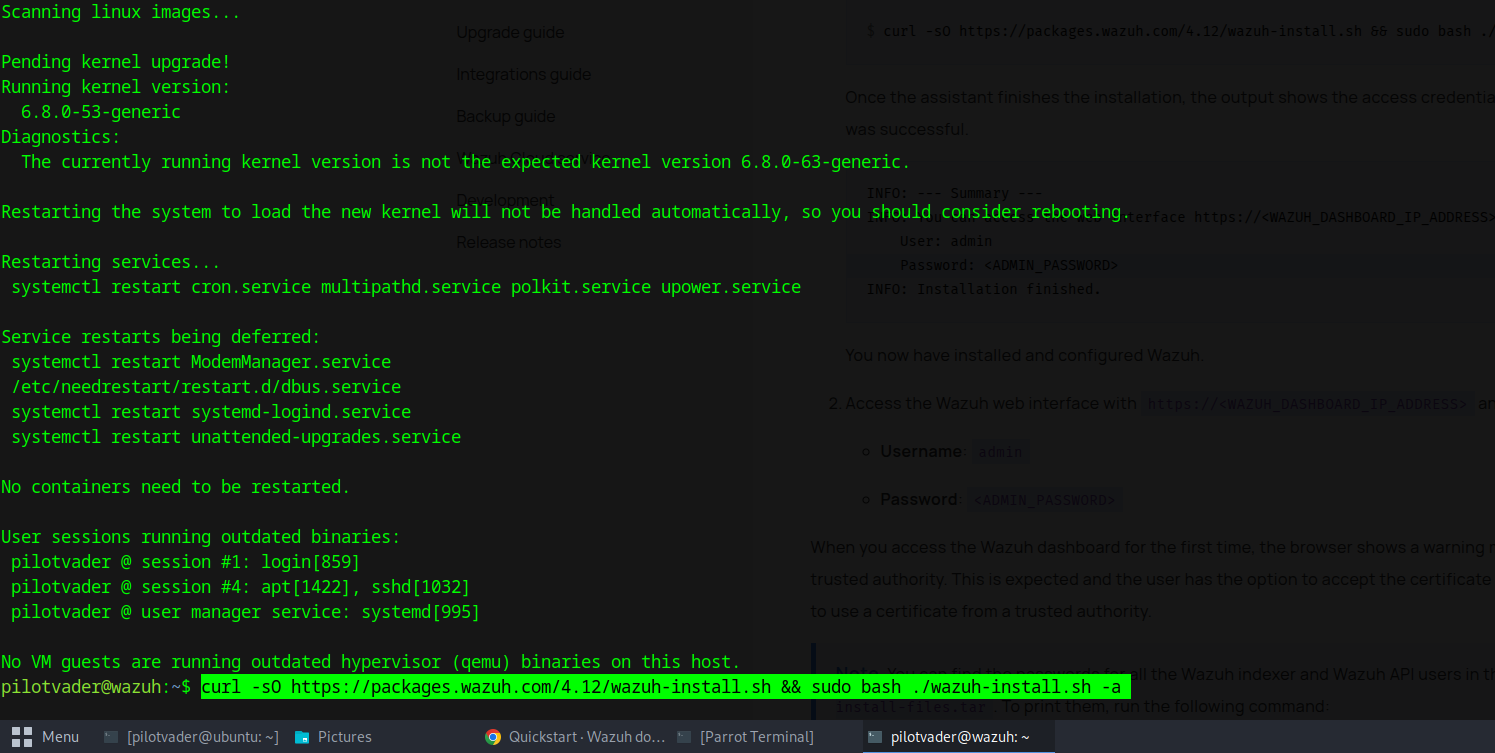 Scanning linux images...
Pending kernel upgrade!
Running kernel version:
6.8.0-53-generic
Diagnostics:
The currently running kernel version is not the expected kernel version 6.8.0-63-generic.
Restarting the system to load the new kernel will not be handled automatically, so you should consider rebooting.
Restarting services...
systemctl restart cron.service multipathd.service polkit.service upower.service
Service restarts being deferred:
systemctl restart ModemManager.service
/etc/needrestart/restart.d/dbus.service
systemctl restart systemd-logind.service
systemctl restart unattended-upgrades.service
No containers need to be restarted.
User sessions running outdated binaries:
pilotvader @ session #1: login[859]
pilotvader @ session #4: apt[1422], sshd[1032]
pilotvader @ user manager service: systemd[995]
No VM guests are running outdated hypervisor (qemu) binaries on this host.
pilotvader@wazuh:~$ curl -sO https://packages.wazuh.com/4.12/wazuh-install.sh && sudo bash ./wazuh-install.sh -a
Upgrade guide
Integrations guide
Backup guide
Development
Release notes
$ curl -sO https://packages.wazuh.com/4.12/wazuh-install.sh && sudo bash ./
Once the assistant finishes the installation, the output shows the access credentia
was successful.
INFO: --- Summary ---
interface https://<WAZUH_DASHBOARD_IP_ADDRESS>
User: admin
Password: <ADMIN_PASSWORD>
INFO: Installation finished.
You now have installed and configured Wazuh.
2. Access the Wazuh web interface with https://<WAZUH_DASHBOARD_IP_ADDRESS> an
Username: admin
Password: <ADMIN_PASSWORD>
When you access the Wazuh dashboard for the first time, the browser shows a warning
trusted authority. This is expected and the user has the option to accept the certificate
to use a certificate from a trusted authority.
Note You can find the passwords for all the Wazuh indexer and Wazuh API users in th
install-files.tar . To print them, run the following command:
Menu
[pilotvader@ubuntu: ~]
Pictures
Quickstart · Wazuh do...
[Parrot Terminal]
pilotvader@wazuh: ~